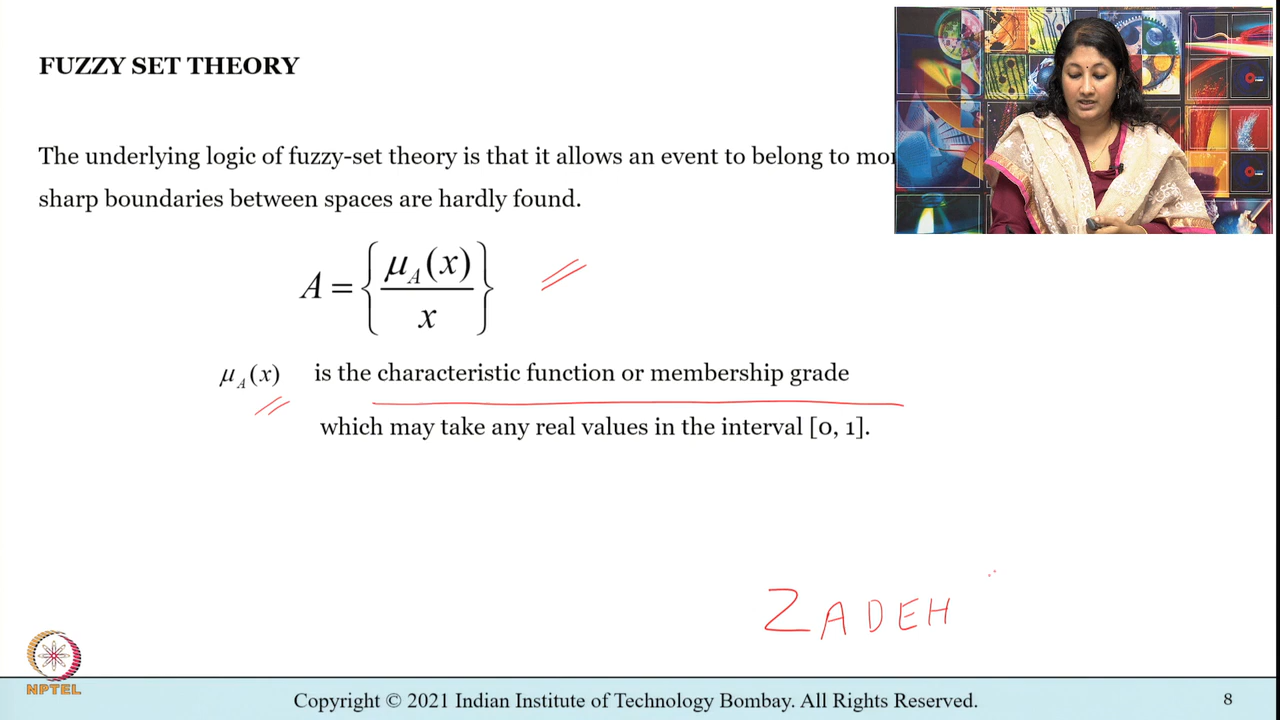 FUZZY SET THEORY
The underlying logic of fuzzy-set theory is that it allows an event to belong to
sharp boundaries between spaces are hardly found.
A = { μ_A(x) / x }
μ_A(x) is the characteristic function or membership grade
which may take any real values in the interval [0, 1].
ZADEH
NPTEL
Copyright © 2021 Indian Institute of Technology Bombay. All Rights Reserved.
8